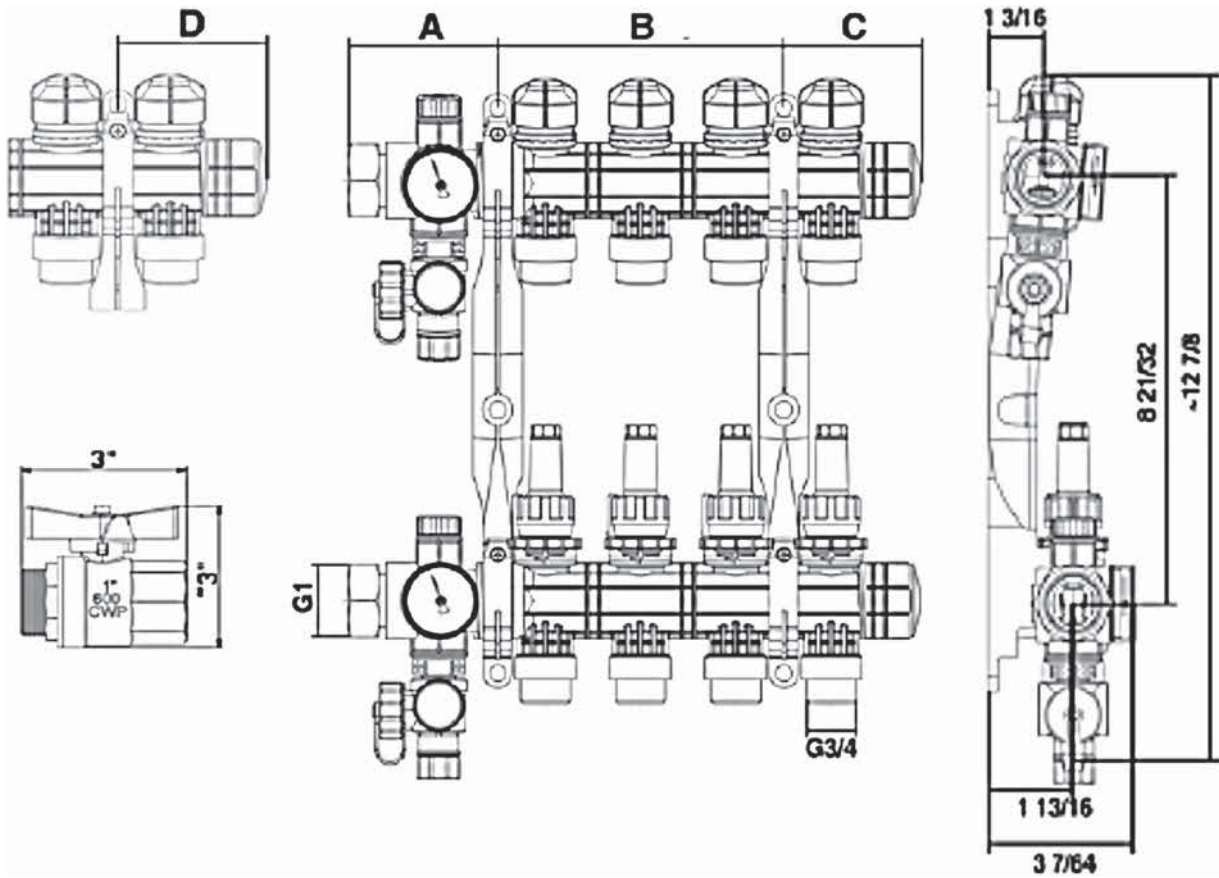 D
A
B
C
1 3/16
8 21/32
~12 7/8
3"
"3"
1"
600
CWP
G1
G3/4
1 13/16
3 7/64